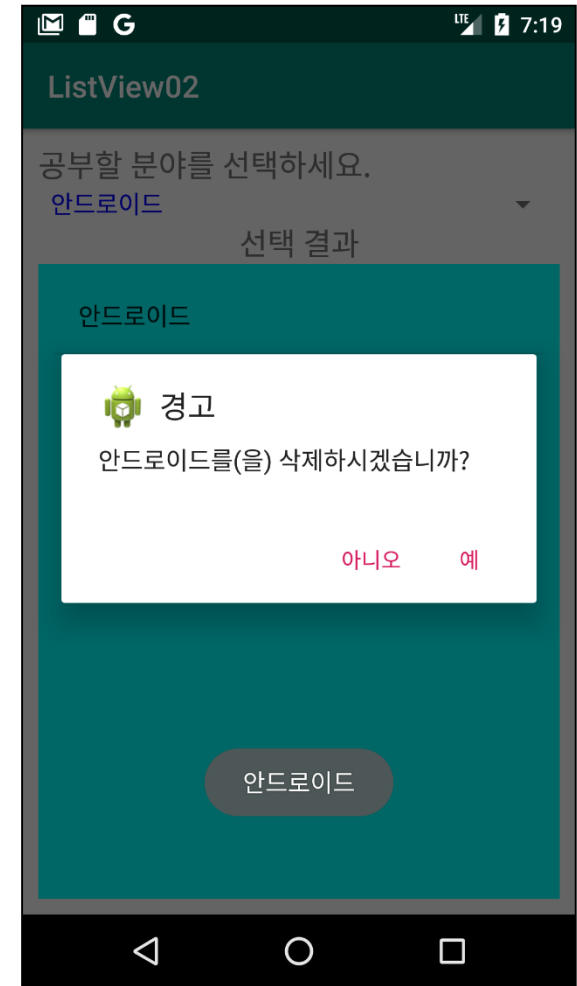 G LTE 7:19
ListView02
공부할 분야를 선택하세요.
안드로이드
선택 결과
안드로이드
경고
안드로이드를(을) 삭제하시겠습니까?
아니오 예
안드로이드